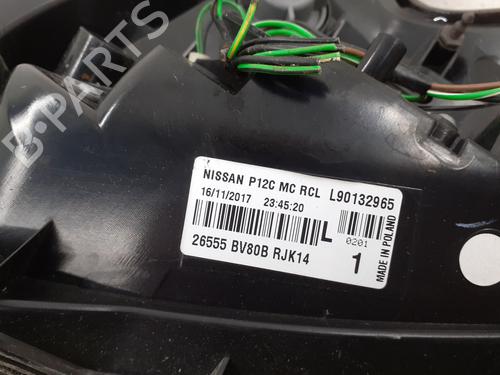 B-PARTS
NISSAN P12C MC RCL L90132965
16/11/2017 23:45:20
L
0201
26555 BV80B RJK14
1
MADE IN POLAND